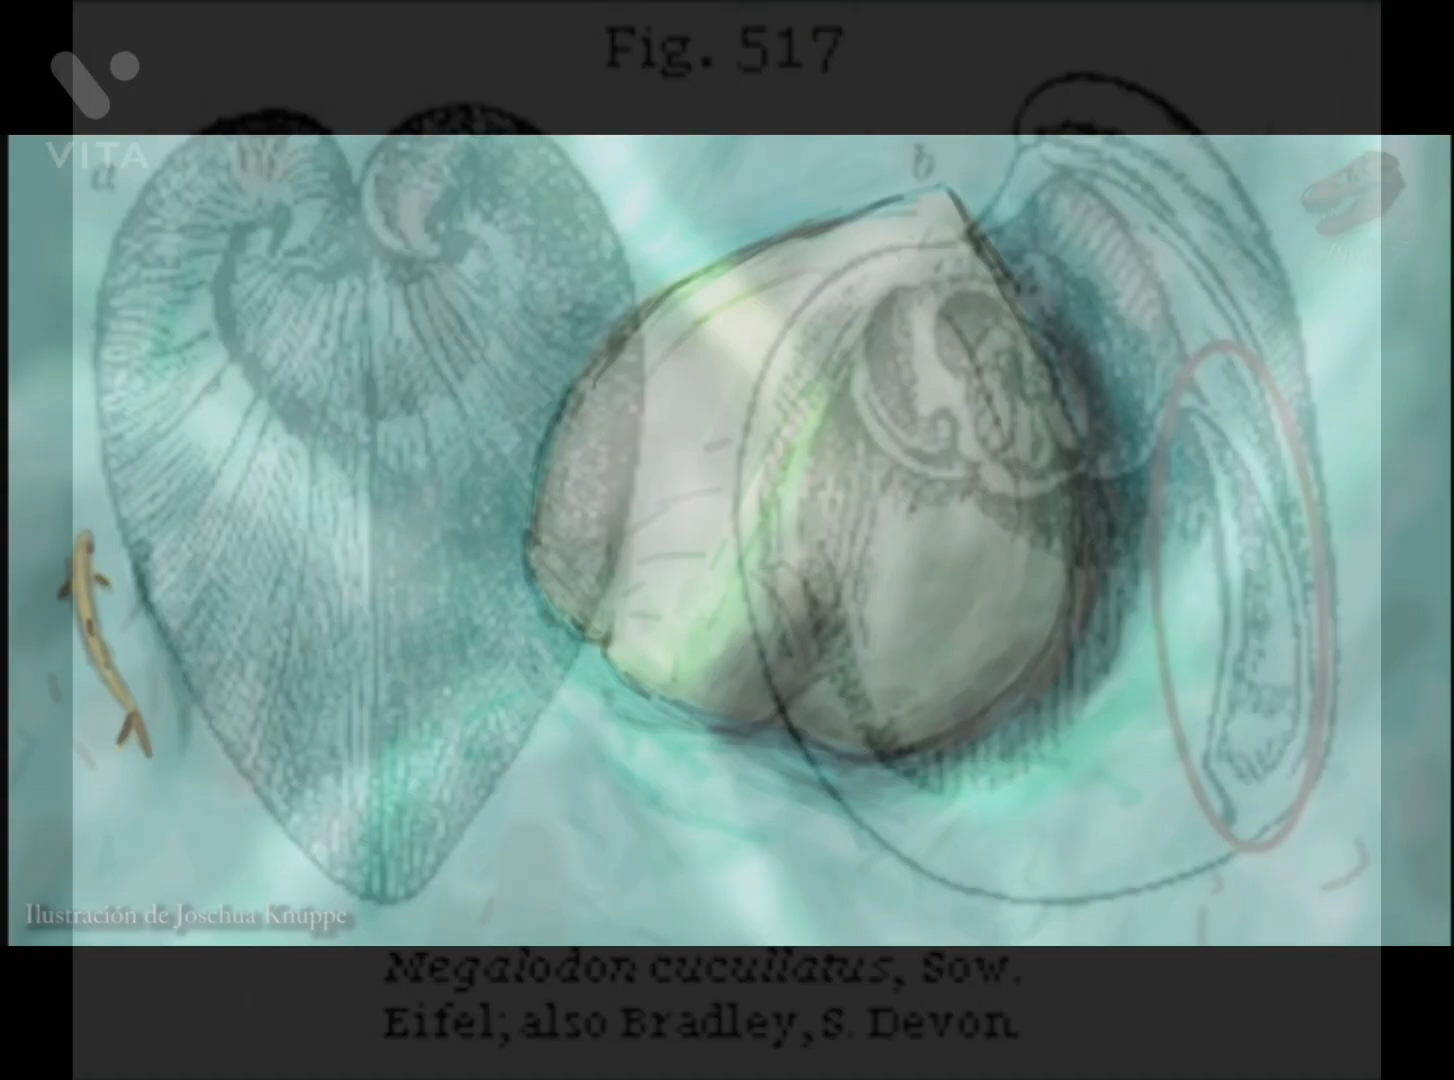 Fig. 517
VITA
a
b
Ilustración de Joschua Knüppe
Megalodon cucullatus, Sow.
Eifel; also Bradley, S. Devon.